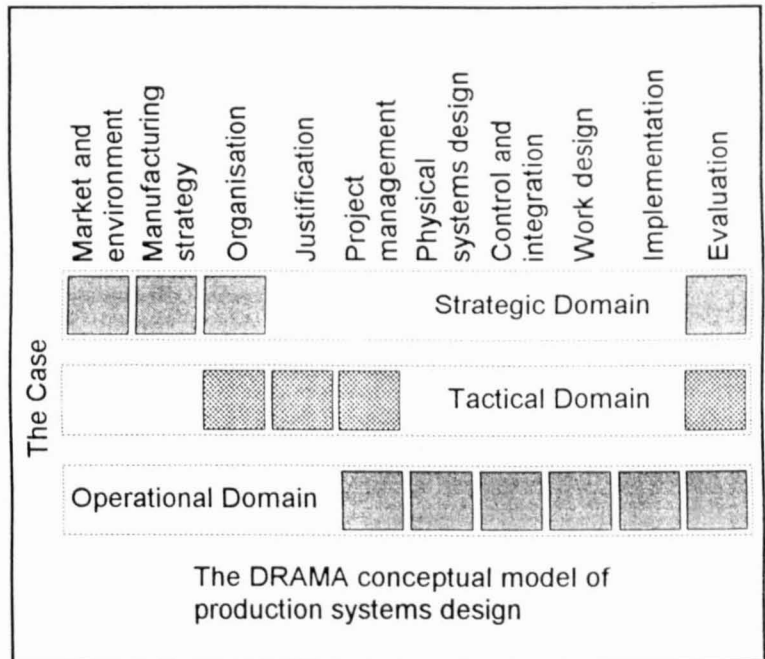 Market and
environment
Manufacturing
strategy
Organisation
Justification
Project
management
Physical
systems design
Control and
integration
Work design
Implementation
Evaluation
The Case
Strategic Domain
Tactical Domain
Operational Domain
The DRAMA conceptual model of
production systems design